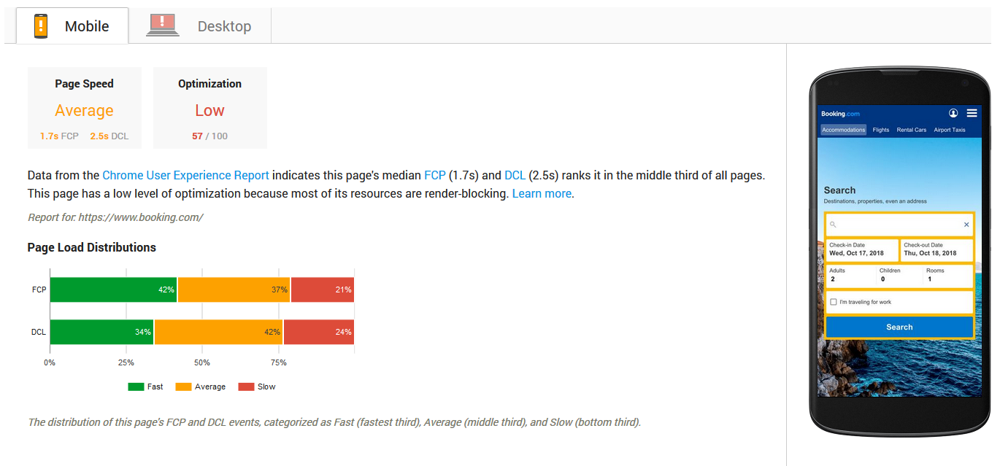 Mobile
Desktop
Page Speed
Average
1.7s FCP 2.5s DCL
Optimization
Low
57 / 100
Data from the Chrome User Experience Report indicates this page's median FCP (1.7s) and DCL (2.5s) ranks it in the middle third of all pages.
This page has a low level of optimization because most of its resources are render-blocking. Learn more.
Report for: https://www.booking.com/
Page Load Distributions
FCP 42% 37% 21%
DCL 34% 42% 24%
0% 25% 50% 75%
Fast Average Slow
The distribution of this page's FCP and DCL events, categorized as Fast (fastest third), Average (middle third), and Slow (bottom third).
Booking.com
Accommodations Flights Rental Cars Airport Taxis
Search
Destinations, properties, even an address
Check-in Date
Wed, Oct 17, 2018
Check-out Date
Thu, Oct 18, 2018
Adults Children Rooms
2 0 1
I'm traveling for work
Search